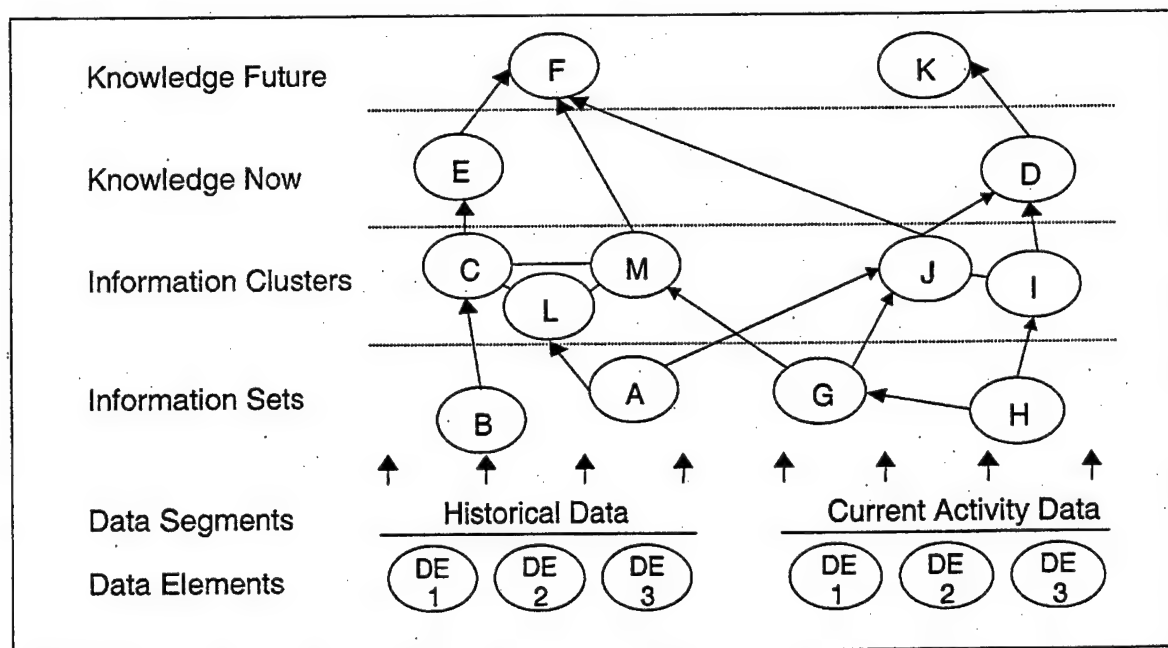 Knowledge Future
F
K
Knowledge Now
E
D
Information Clusters
C
M
J
I
L
Information Sets
A
G
B
H
Data Segments
Historical Data
Current Activity Data
Data Elements
DE
1
DE
2
DE
3
DE
1
DE
2
DE
3